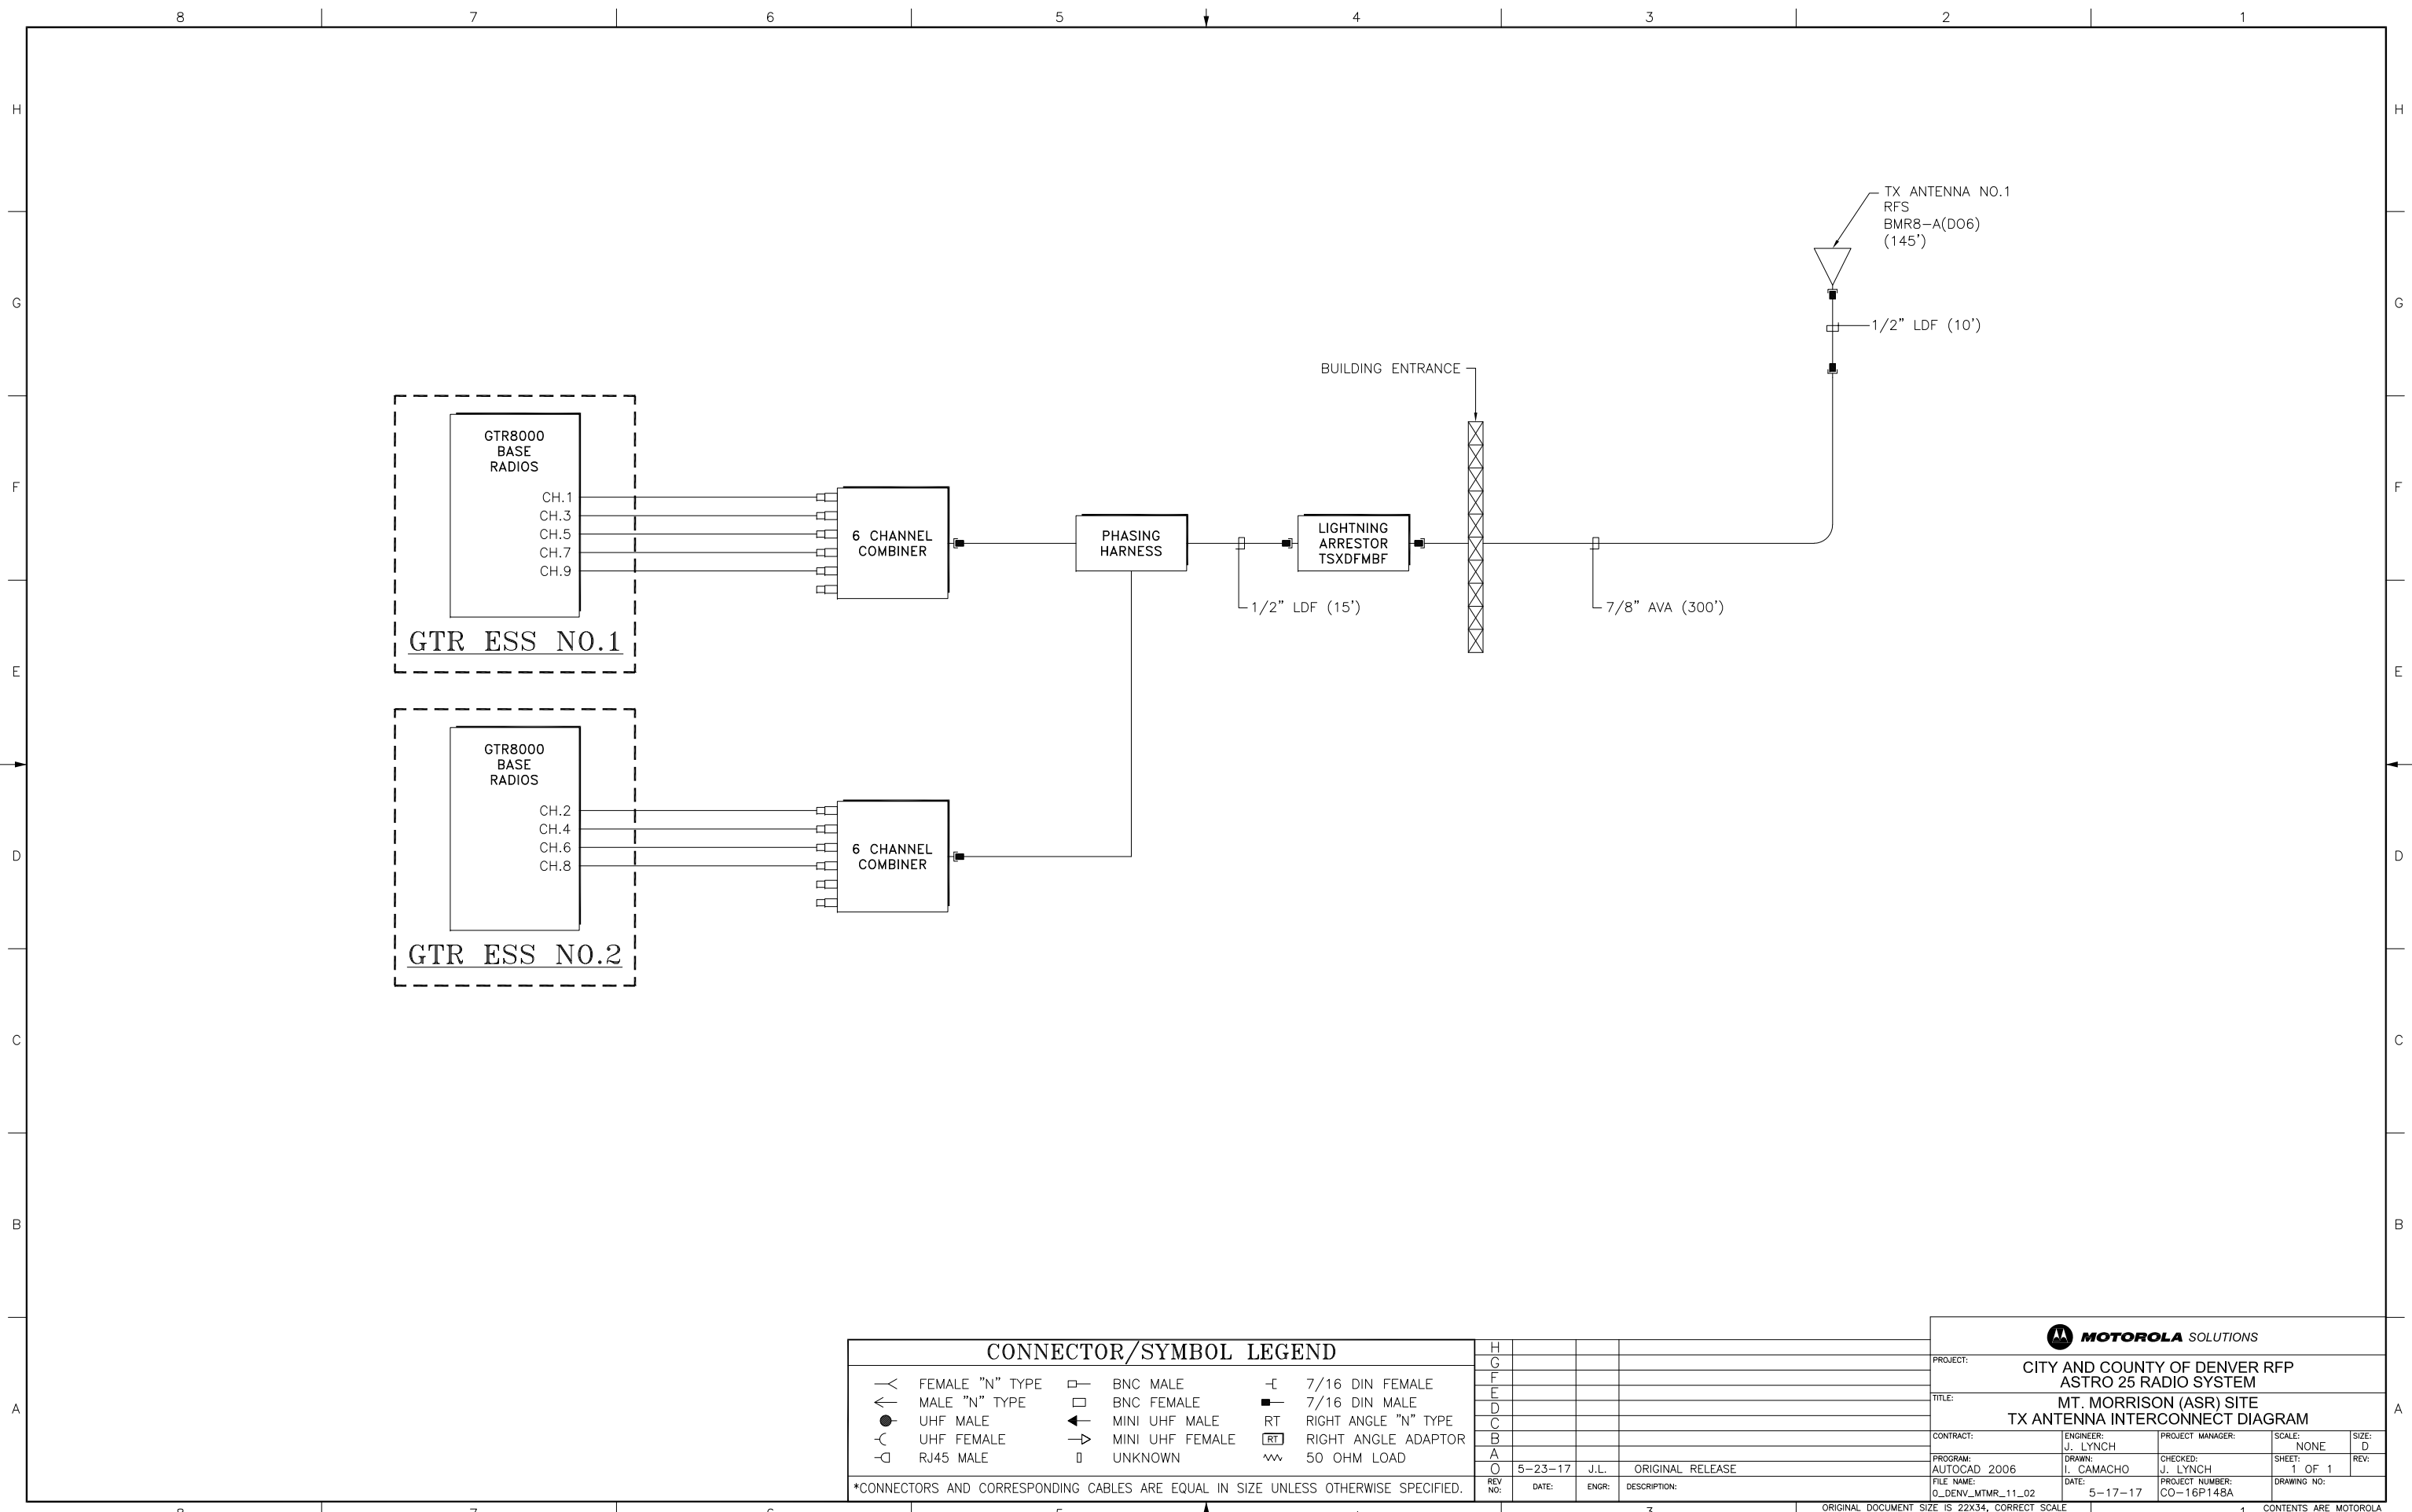 8 7 6 5 4 3 2 1
H H
TX ANTENNA NO.1
RFS
BMR8-A(DO6)
(145')
G G
1/2" LDF (10')
BUILDING ENTRANCE
GTR8000
BASE
RADIOS
CH.1
CH.3
CH.5
CH.7
CH.9
GTR ESS NO.1
F F
6 CHANNEL
COMBINER
PHASING
HARNESS
LIGHTNING
ARRESTOR
TSXDFMBF
1/2" LDF (15')
7/8" AVA (300')
E E
GTR8000
BASE
RADIOS
CH.2
CH.4
CH.6
CH.8
GTR ESS NO.2
6 CHANNEL
COMBINER
D D
C C
B B
A A
CONNECTOR/SYMBOL LEGEND
FEMALE "N" TYPE BNC MALE 7/16 DIN FEMALE
MALE "N" TYPE BNC FEMALE 7/16 DIN MALE
UHF MALE MINI UHF MALE RT RIGHT ANGLE "N" TYPE
UHF FEMALE MINI UHF FEMALE RT RIGHT ANGLE ADAPTOR
RJ45 MALE UNKNOWN 50 OHM LOAD
*CONNECTORS AND CORRESPONDING CABLES ARE EQUAL IN SIZE UNLESS OTHERWISE SPECIFIED.
H
G
F
E
D
C
B
A
O 5-23-17 J.L. ORIGINAL RELEASE
REV NO: DATE: ENGR: DESCRIPTION:
MOTOROLA SOLUTIONS
PROJECT: CITY AND COUNTY OF DENVER RFP
ASTRO 25 RADIO SYSTEM
TITLE: MT. MORRISON (ASR) SITE
TX ANTENNA INTERCONNECT DIAGRAM
CONTRACT: ENGINEER: PROJECT MANAGER: SCALE: SIZE:
J. LYNCH NONE D
PROGRAM: DRAWN: CHECKED: SHEET: REV:
AUTOCAD 2006 I. CAMACHO J. LYNCH 1 OF 1
FILE NAME: DATE: PROJECT NUMBER: DRAWING NO:
0_DENV_MTMR_11_02 5-17-17 CO-16P148A
ORIGINAL DOCUMENT SIZE IS 22X34, CORRECT SCALE
CONTENTS ARE MOTOROLA